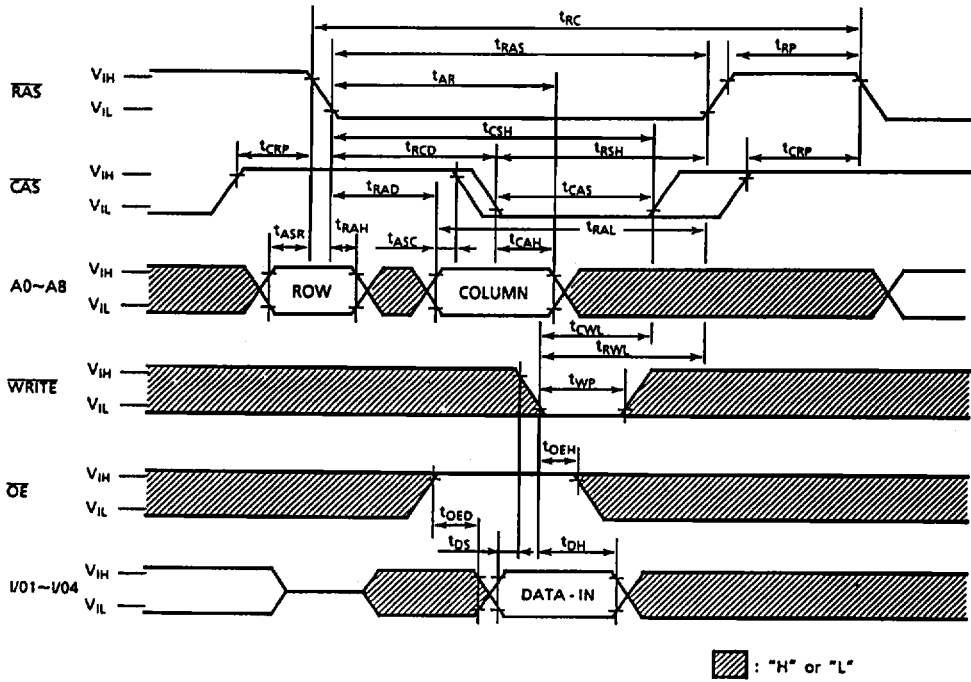 tRC
tRAS
tRP
tAR
RAS
VIH
VIL
tCSH
tCRP
tRCD
tRSH
tCRP
CAS
VIH
VIL
tRAD
tCAS
tRAL
tASR
tRAH
tASC
tCAH
A0~A8
VIH
VIL
ROW
COLUMN
tCWL
tRWL
WRITE
VIH
VIL
tWP
tOEH
OE
VIH
VIL
tOED
tDS
tDH
I/O1~I/O4
VIH
VIL
DATA - IN
: "H" or "L"